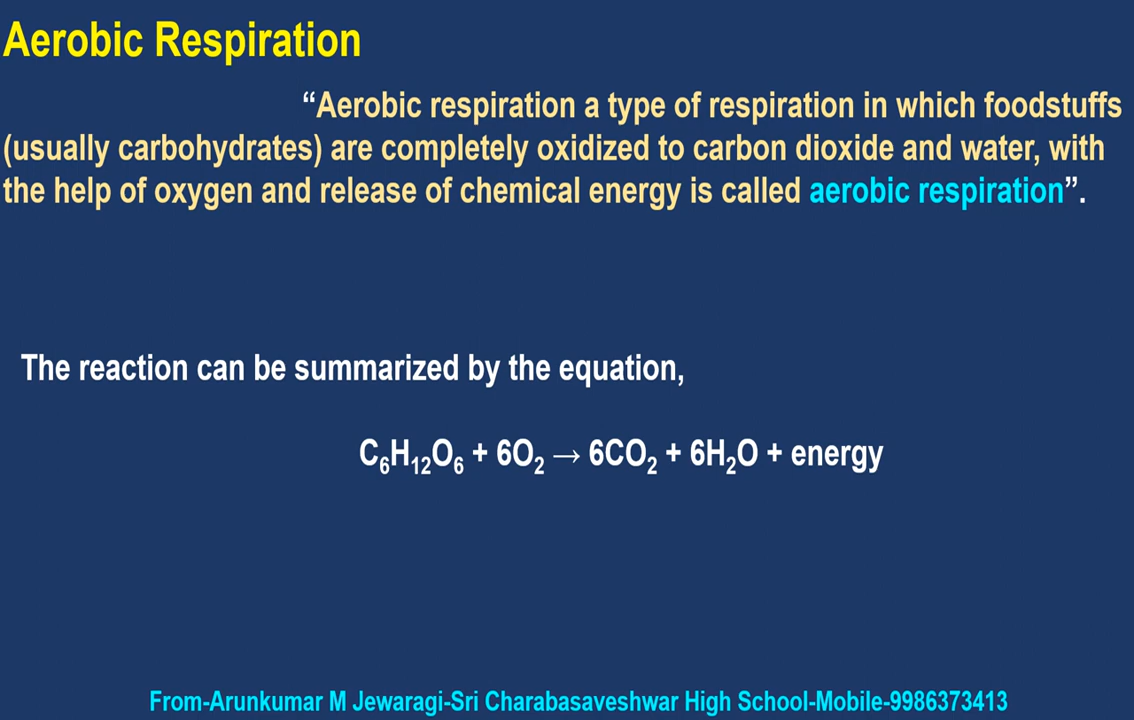 Aerobic Respiration
“Aerobic respiration a type of respiration in which foodstuffs
(usually carbohydrates) are completely oxidized to carbon dioxide and water, with
the help of oxygen and release of chemical energy is called aerobic respiration”.
The reaction can be summarized by the equation,
C₆H₁₂O₆ + 6O₂ → 6CO₂ + 6H₂O + energy
From-Arunkumar M Jewaragi-Sri Charabasaveshwar High School-Mobile-9986373413